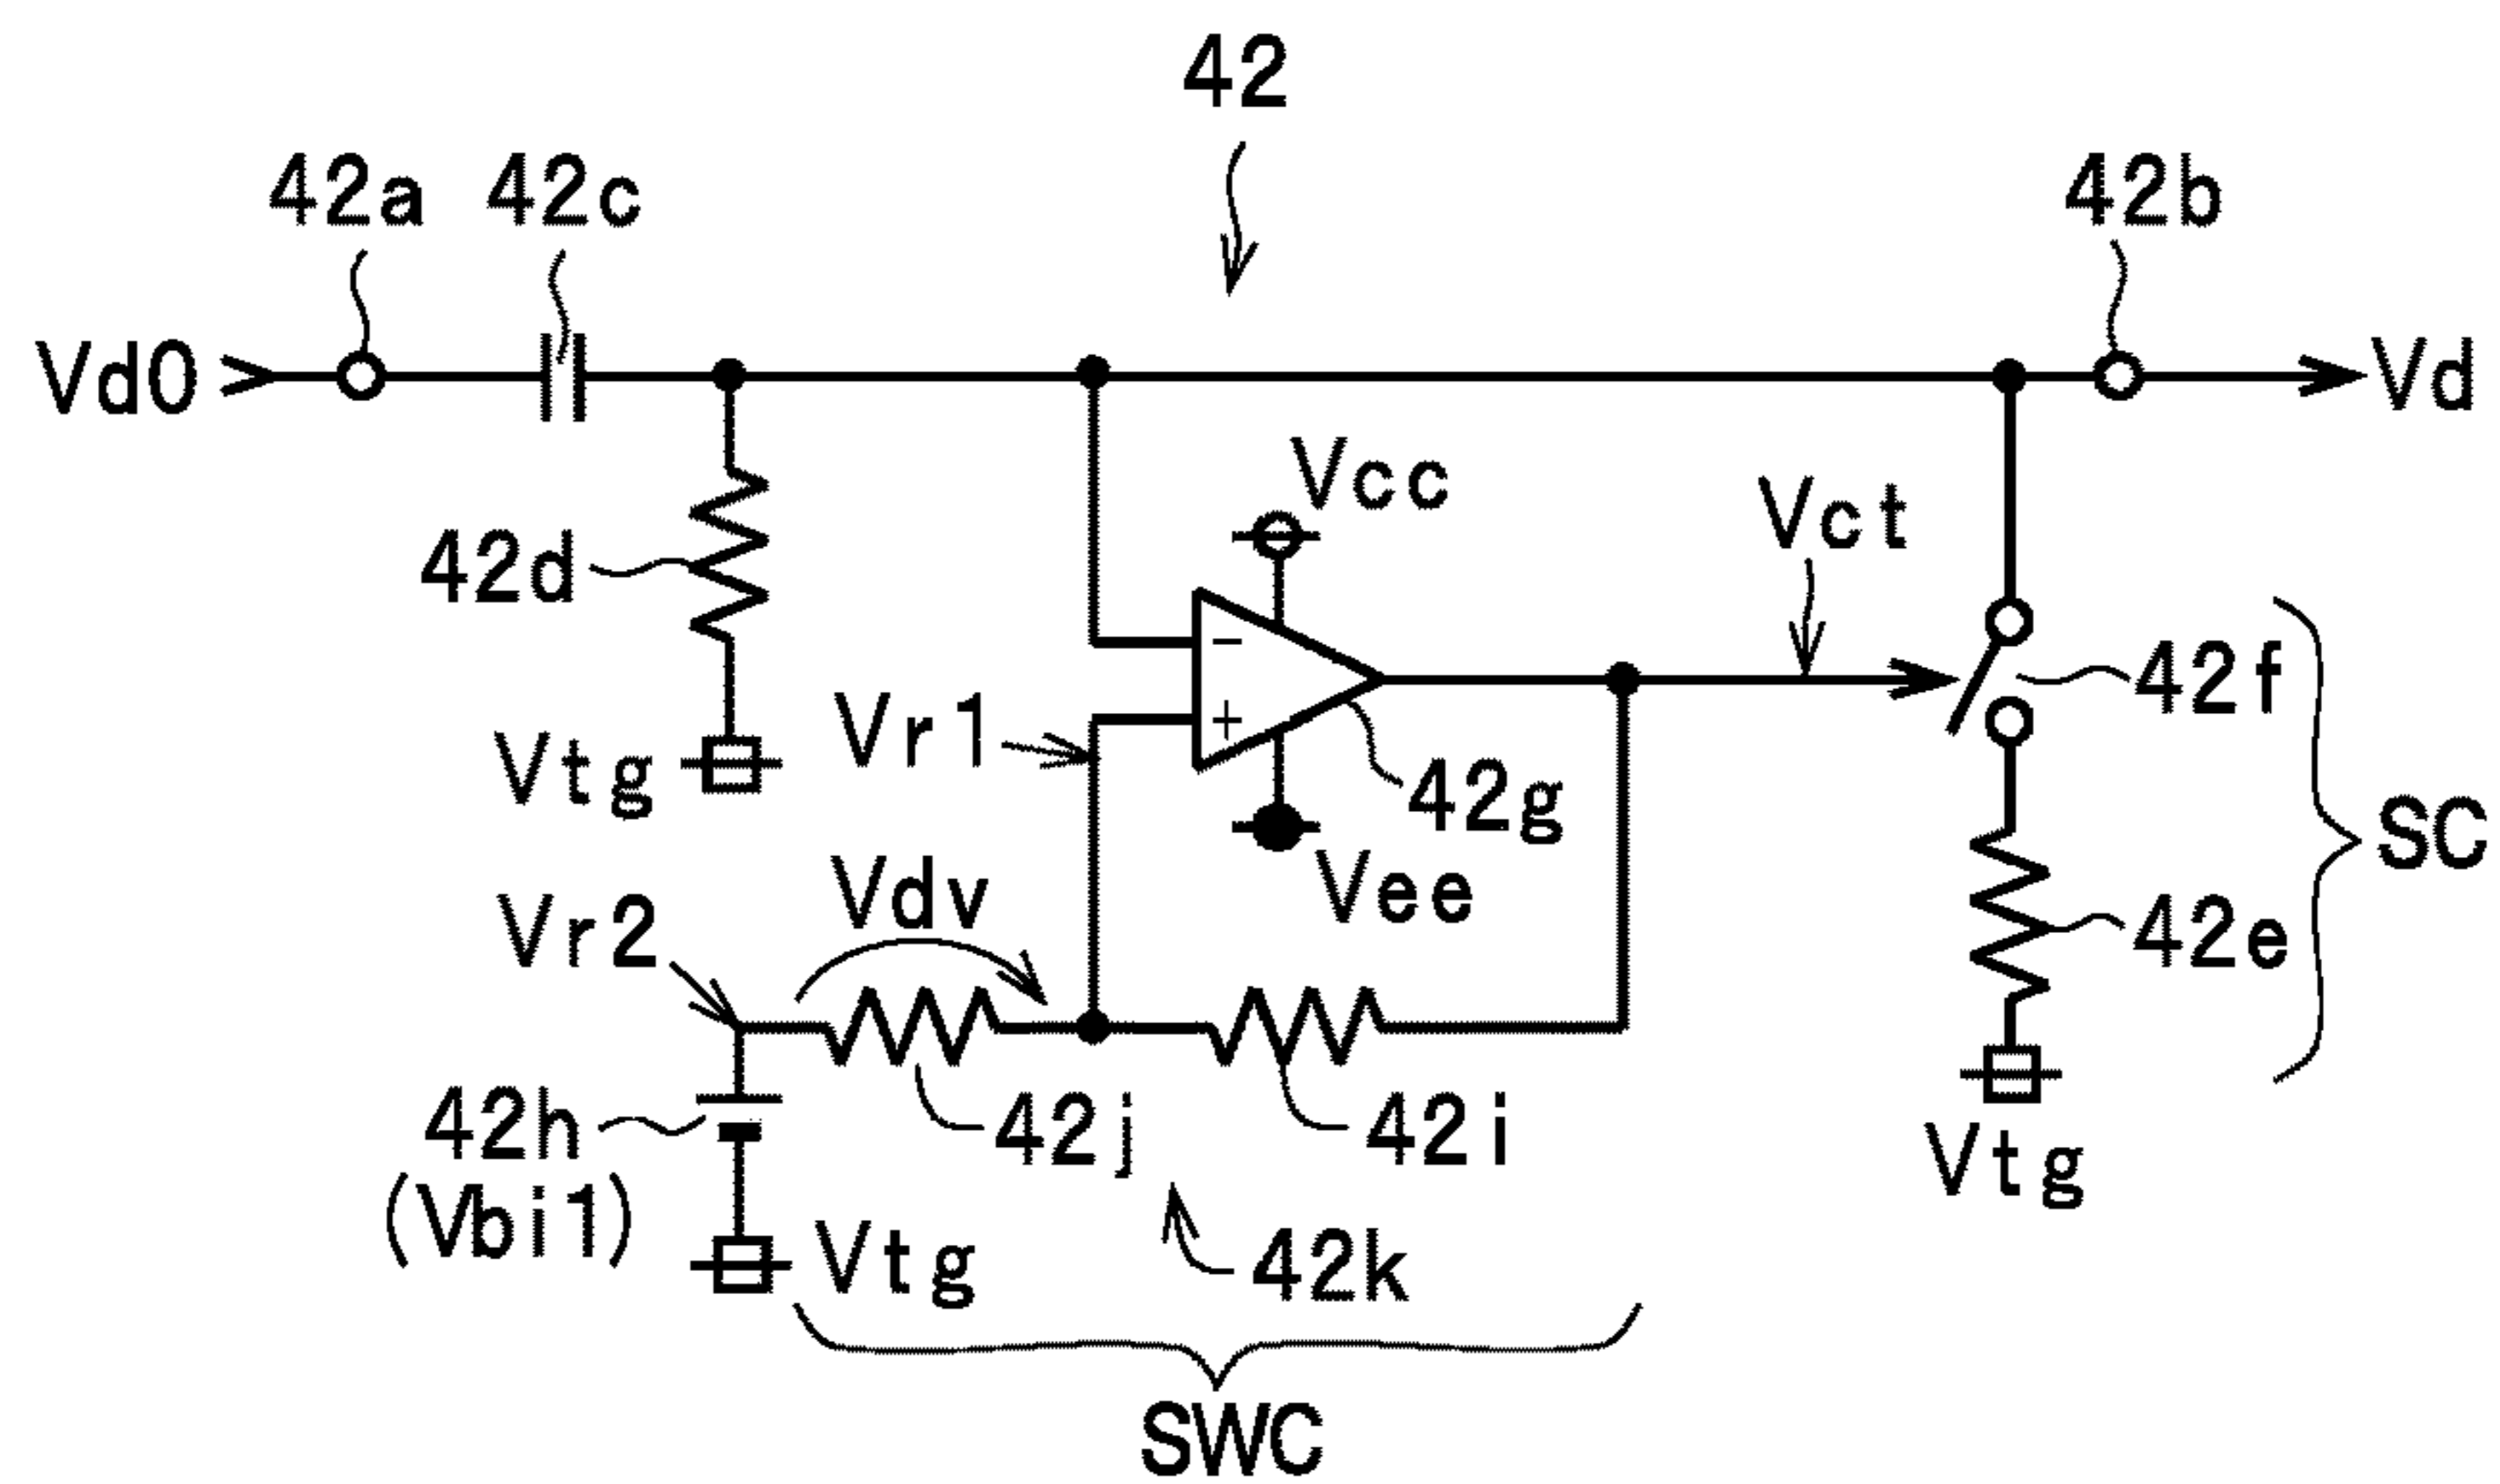 42
42a 42c 42b
Vd0 Vd
Vcc
Vct
42d
−
42f
+
Vr1
Vtg
42g
SC
Vdv
Vee
Vr2
42e
42h
42j
42i
(Vbi1)
Vtg
Vtg
42k
SWC